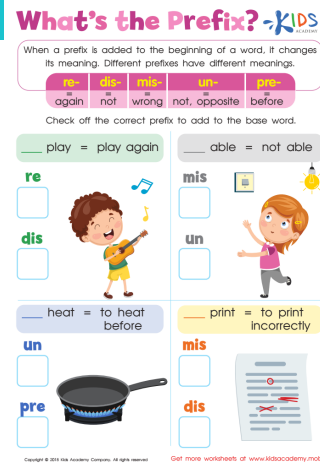 What's the Prefix?
KIDS
ACADEMY
When a prefix is added to the beginning of a word, it changes
its meaning. Different prefixes have different meanings.
re- dis- mis- un- pre-
= = = = =
again not wrong not, opposite before
Check off the correct prefix to add to the base word.
___ play = play again
re
dis
___ able = not able
mis
un
___ heat = to heat
before
un
pre
___ print = to print
incorrectly
mis
dis
Copyright © 2015 Kids Academy Company. All rights reserved
Get more worksheets at www.kidsacademy.mob